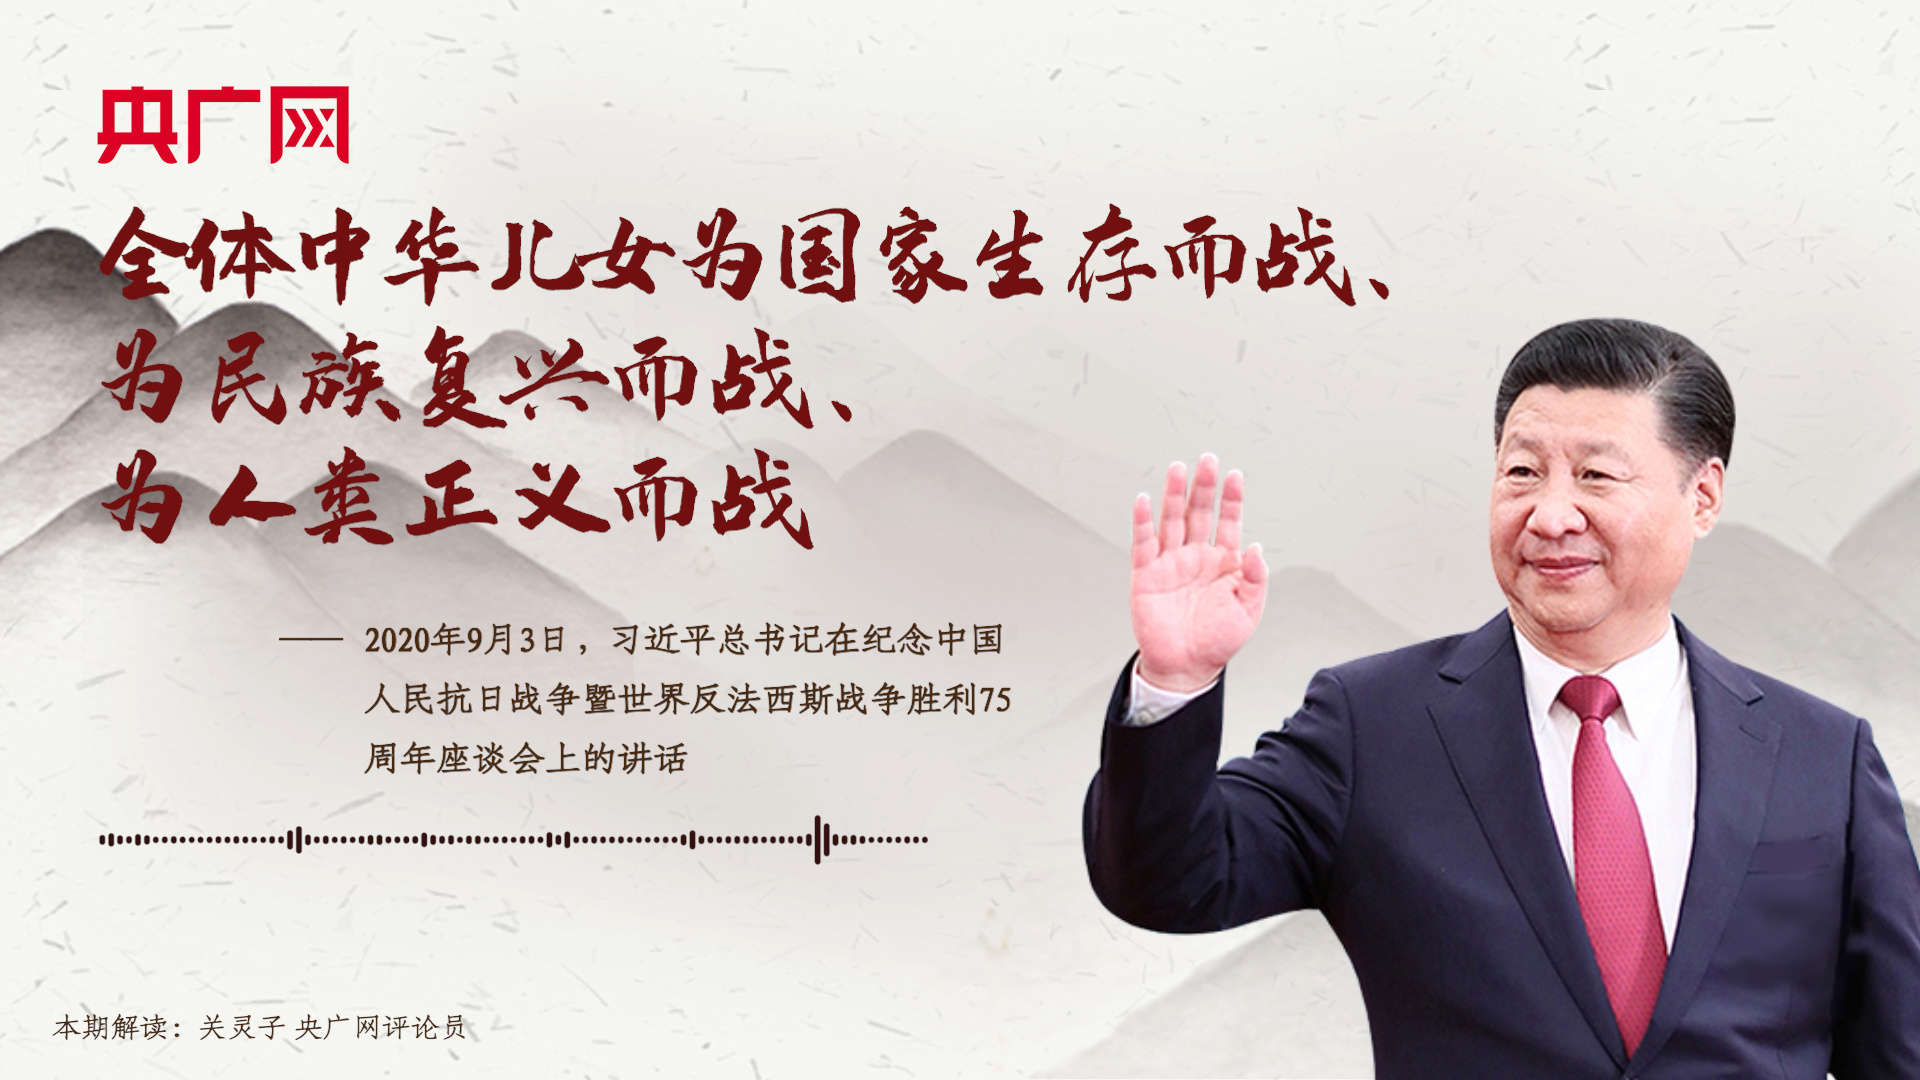 央广网
全体中华儿女为国家生存而战、
为民族复兴而战、
为人类正义而战
—— 2020年9月3日，习近平总书记在纪念中国
人民抗日战争暨世界反法西斯战争胜利75
周年座谈会上的讲话
本期解读：关灵子 央广网评论员